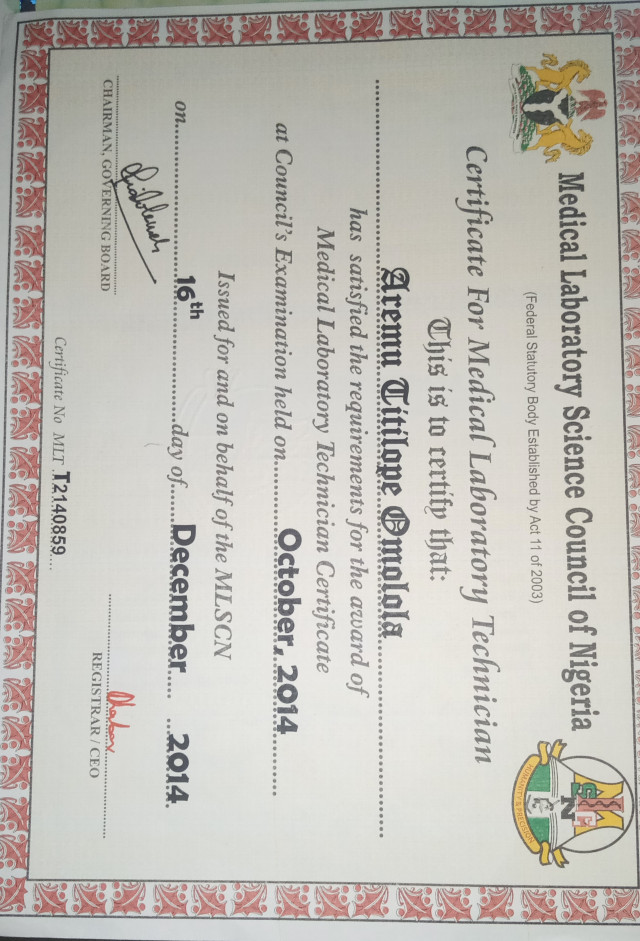 Medical Laboratory Science Council of Nigeria
(Federal Statutory Body Established by Act 11 of 2003)
Certificate For Medical Laboratory Technician
This is to certify that:
Aremu Titilope Omolola
has satisfied the requirements for the award of
Medical Laboratory Technician Certificate
at Council's Examination held on October, 2014
Issued for and on behalf of the MLSCN
on 16th day of December 2014
CHAIRMAN, GOVERNING BOARD
REGISTRAR / CEO
Certificate No MLT T2140859